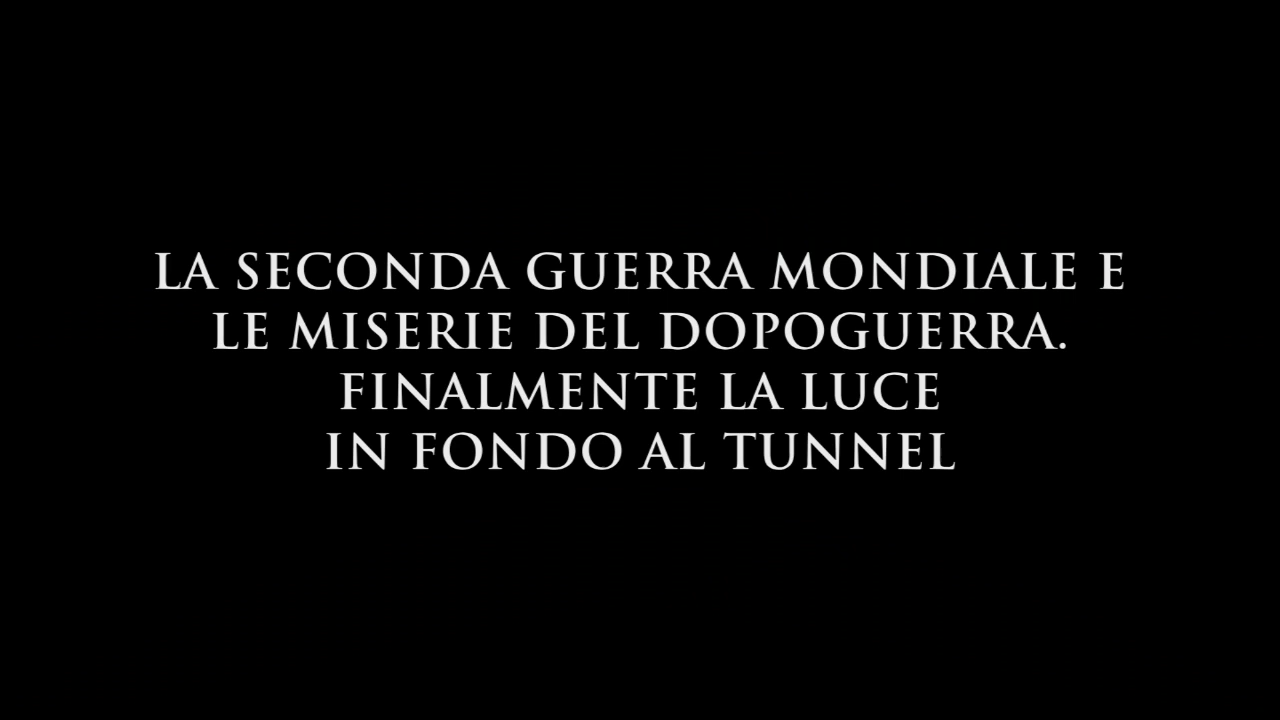 LA SECONDA GUERRA MONDIALE E
LE MISERIE DEL DOPOGUERRA.
FINALMENTE LA LUCE
IN FONDO AL TUNNEL